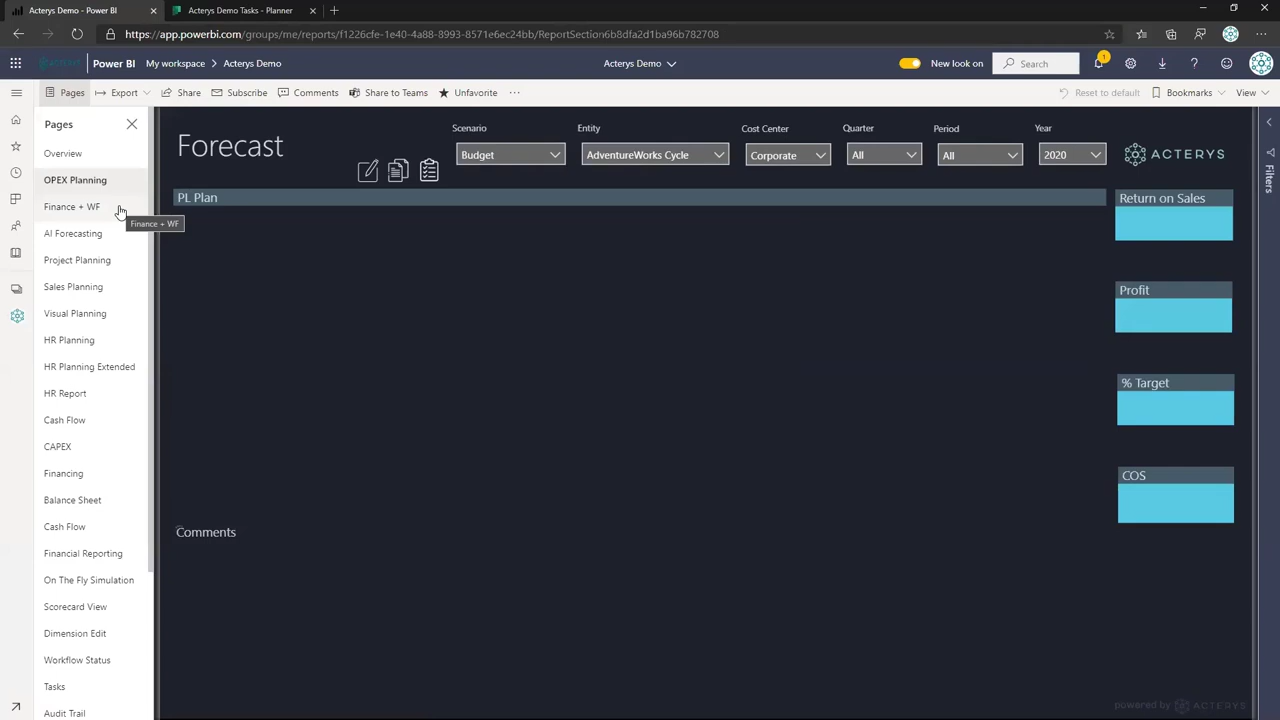 Acterys Demo - Power BI
Acterys Demo Tasks - Planner
https://app.powerbi.com/groups/me/reports/f1226cfe-1e40-4a88-8993-8571e6ec24bb/ReportSection6b8dfa2d1ba96b782708
Power BI My workspace > Acterys Demo
Acterys Demo
New look on
Search
1
Pages
Export
Share
Subscribe
Comments
Share to Teams
Unfavorite
Reset to default
Bookmarks
View
Pages
Overview
OPEX Planning
Finance + WF
Finance + WF
AI Forecasting
Project Planning
Sales Planning
Visual Planning
HR Planning
HR Planning Extended
HR Report
Cash Flow
CAPEX
Financing
Balance Sheet
Cash Flow
Financial Reporting
On The Fly Simulation
Scorecard View
Dimension Edit
Workflow Status
Tasks
Audit Trail
Forecast
Scenario
Budget
Entity
AdventureWorks Cycle
Cost Center
Corporate
Quarter
All
Period
All
Year
2020
ACTERYS
PL Plan
Return on Sales
Profit
% Target
COS
Comments
Filters
powered by ACTERYS